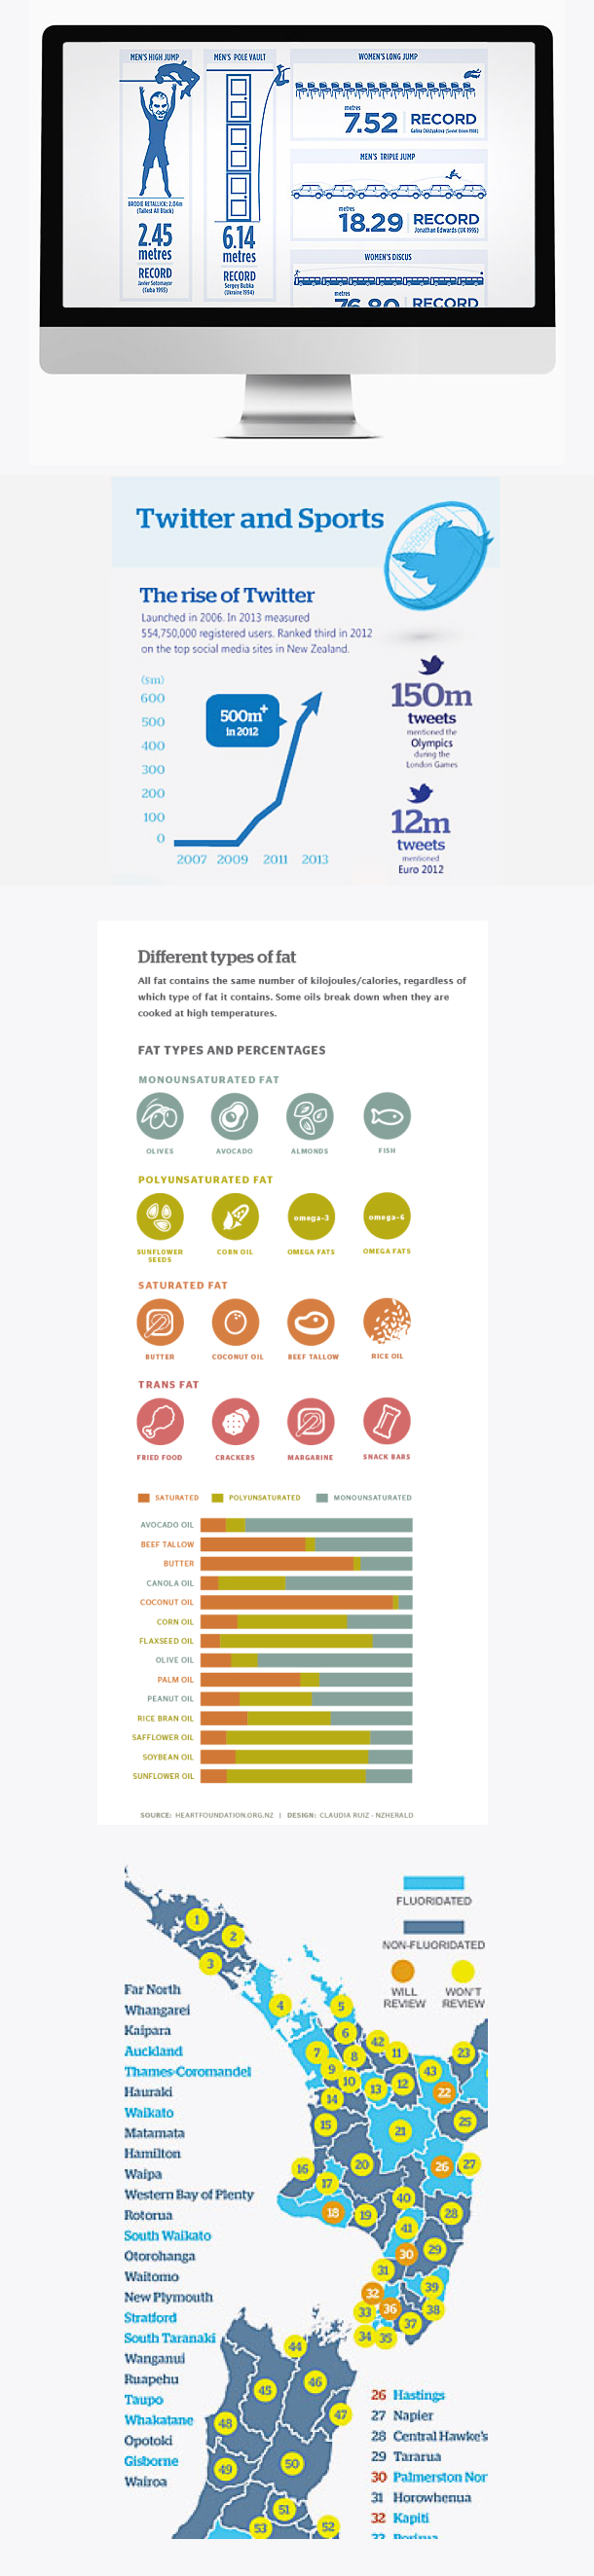 MEN'S HIGH JUMP
BRODIE RETALLICK: 2.04m
(Tallest All Black)
2.45
metres
RECORD
Javier Sotomayor
(Cuba 1993)
MEN'S POLE VAULT
6.14
metres
RECORD
Sergey Bubka
(Ukraine 1994)
WOMEN'S LONG JUMP
metres
7.52 RECORD
Galina Chistyakova (Soviet Union 1988)
MEN'S TRIPLE JUMP
metres
18.29 RECORD
Jonathan Edwards (UK 1995)
WOMEN'S DISCUS
metres
76.80 RECORD
Twitter and Sports
The rise of Twitter
Launched in 2006. In 2013 measured
554,750,000 registered users. Ranked third in 2012
on the top social media sites in New Zealand.
($m)
600
500
400
300
200
100
0
500m+
in 2012
2007 2009 2011 2013
150m
tweets
mentioned the
Olympics
during the
London Games
12m
tweets
mentioned
Euro 2012
Different types of fat
All fat contains the same number of kilojoules/calories, regardless of
which type of fat it contains. Some oils break down when they are
cooked at high temperatures.
FAT TYPES AND PERCENTAGES
MONOUNSATURATED FAT
OLIVES AVOCADO ALMONDS FISH
POLYUNSATURATED FAT
omega-3 omega-6
SUNFLOWER SEEDS CORN OIL OMEGA FATS OMEGA FATS
SATURATED FAT
BUTTER COCONUT OIL BEEF TALLOW RICE OIL
TRANS FAT
FRIED FOOD CRACKERS MARGARINE SNACK BARS
SATURATED POLYUNSATURATED MONOUNSATURATED
AVOCADO OIL
BEEF TALLOW
BUTTER
CANOLA OIL
COCONUT OIL
CORN OIL
FLAXSEED OIL
OLIVE OIL
PALM OIL
PEANUT OIL
RICE BRAN OIL
SAFFLOWER OIL
SOYBEAN OIL
SUNFLOWER OIL
SOURCE: HEARTFOUNDATION.ORG.NZ | DESIGN: CLAUDIA RUIZ - NZHERALD
FLUORIDATED
NON-FLUORIDATED
WILL REVIEW
WON'T REVIEW
Far North
Whangarei
Kaipara
Auckland
Thames-Coromandel
Hauraki
Waikato
Matamata
Hamilton
Waipa
Western Bay of Plenty
Rotorua
South Waikato
Otorohanga
Waitomo
New Plymouth
Stratford
South Taranaki
Wanganui
Ruapehu
Taupo
Whakatane
Opotoki
Gisborne
Wairoa
1
2
3
4
5
6
7
8
42
11
23
9
10
13
12
43
22
14
15
21
25
16
17
20
26
27
18
19
40
28
41
30
29
31
32
39
33
36
38
37
34
35
44
45
46
47
48
49
50
51
52
53
26 Hastings
27 Napier
28 Central Hawke's
29 Tararua
30 Palmerston Nor
31 Horowhenua
32 Kapiti
33 Porirua